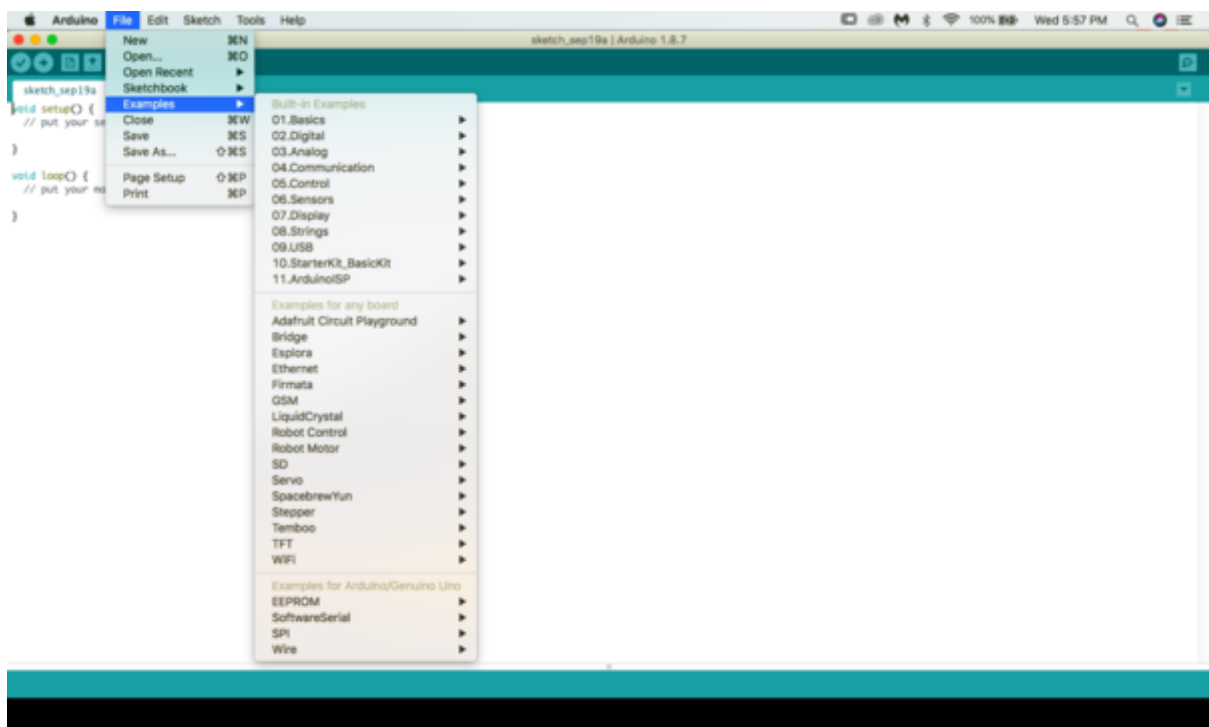 Arduino File Edit Sketch Tools Help 100% Wed 5:57 PM
sketch_sep19a | Arduino 1.8.7
New ⌘N
Open... ⌘O
Open Recent
Sketchbook
Examples
Close ⌘W
Save ⌘S
Save As... ⇧⌘S
Page Setup ⇧⌘P
Print ⌘P
sketch_sep19a
void setup() {
// put your se
}
void loop() {
// put your ma
}
Built-in Examples
01.Basics
02.Digital
03.Analog
04.Communication
05.Control
06.Sensors
07.Display
08.Strings
09.USB
10.StarterKit_BasicKit
11.ArduinoISP
Examples for any board
Adafruit Circuit Playground
Bridge
Esplora
Ethernet
Firmata
GSM
LiquidCrystal
Robot Control
Robot Motor
SD
Servo
SpacebrewYun
Stepper
Temboo
TFT
WiFi
Examples for Arduino/Genuino Uno
EEPROM
SoftwareSerial
SPI
Wire